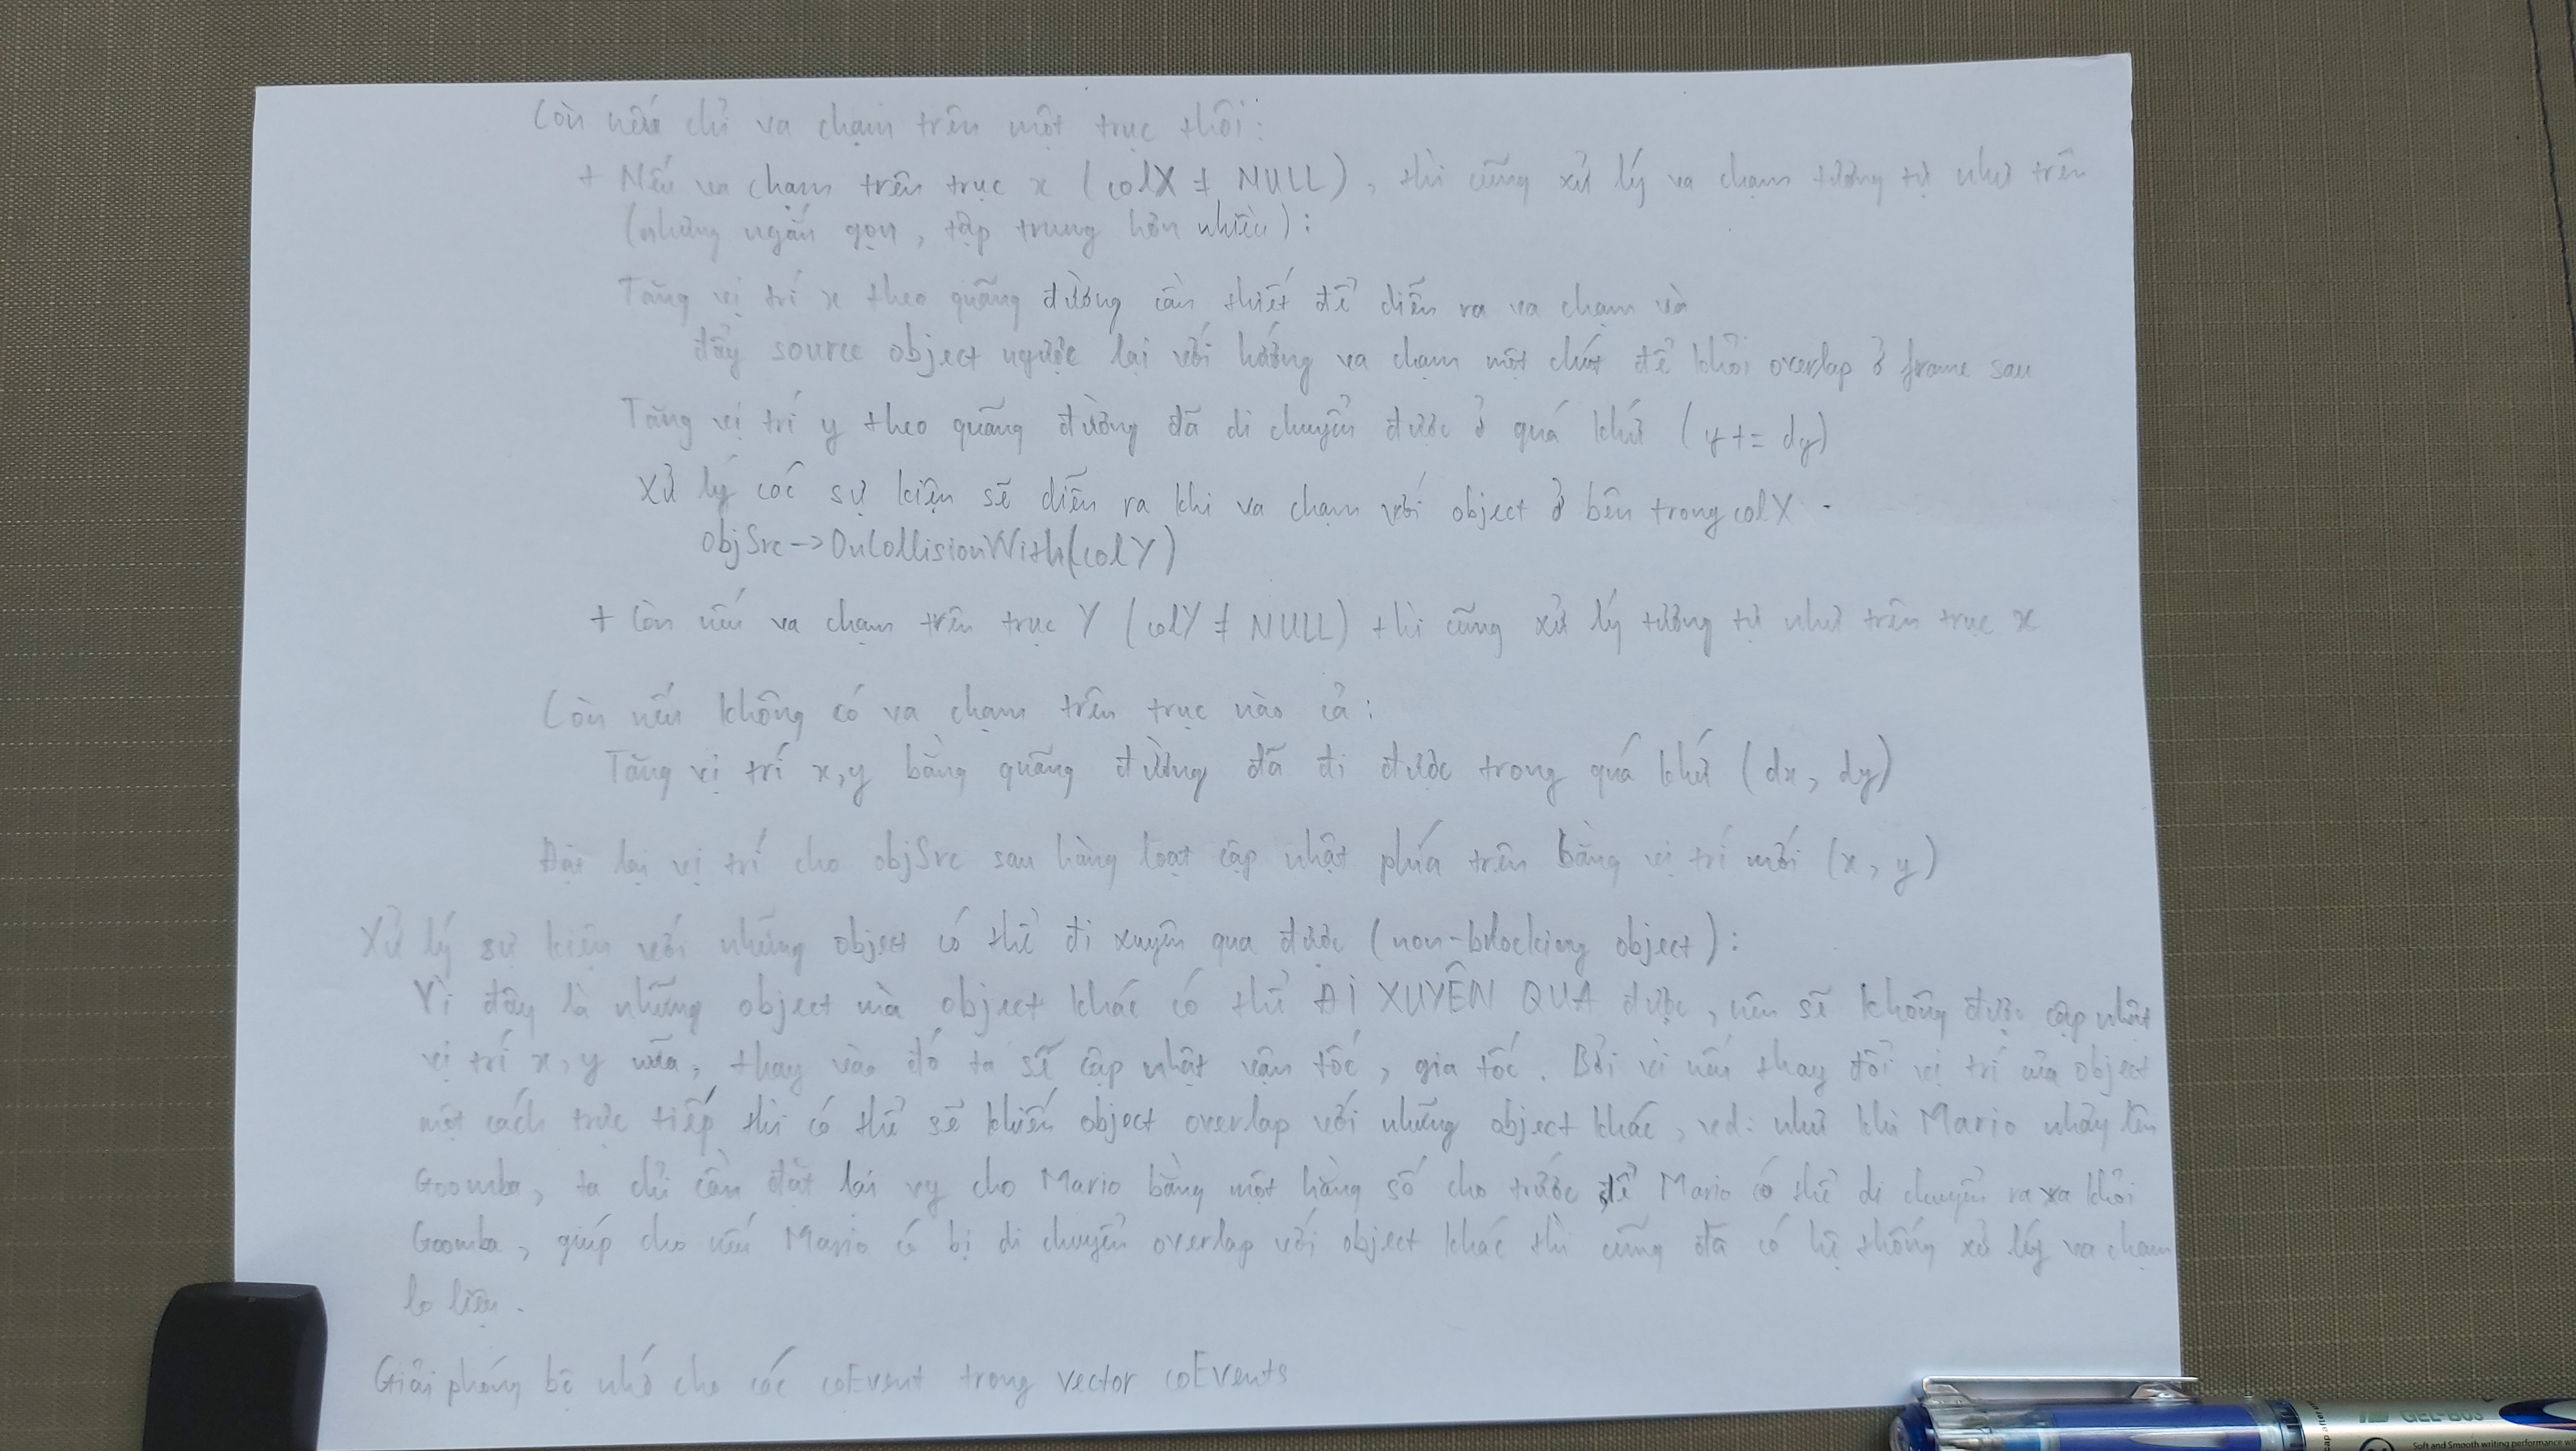 Còn nếu chỉ va chạm trên một trục thôi:
+ Nếu va chạm trên trục x (colX ≠ NULL), thì cũng xử lý va chạm tương tự như trên
(nhưng ngắn gọn, tập trung hơn nhiều):
Tăng vị trí x theo quãng đường cần thiết để diễn ra va chạm và
đẩy source object ngược lại với hướng va chạm một chút để khỏi overlap ở frame sau
Tăng vị trí y theo quãng đường đã di chuyển được ở quá khứ (y += dy)
Xử lý các sự kiện sẽ diễn ra khi va chạm với object ở bên trong colX.
objSrc->OnCollisionWith(colY)
+ Còn nếu va chạm trên trục Y (colY ≠ NULL) thì cũng xử lý tương tự như trên trục x
Còn nếu không có va chạm trên trục nào cả:
Tăng vị trí x,y bằng quãng đường đã đi được trong quá khứ (dx, dy)
Đặt lại vị trí cho objSrc sau hàng loạt cập nhật phía trên bằng vị trí mới (x, y)
Xử lý sự kiện với những object có thể đi xuyên qua được (non-blocking object):
Vì đây là những object mà object khác có thể ĐI XUYÊN QUA được, nên sẽ không được cập nhật
vị trí x, y nữa, thay vào đó ta sẽ cập nhật vận tốc, gia tốc. Bởi vì nếu thay đổi vị trí của object
một cách trực tiếp thì có thể sẽ khiến object overlap với những object khác, vd: như khi Mario nhảy lên
Goomba, ta chỉ cần đặt lại vy cho Mario bằng một hằng số cho trước để Mario có thể di chuyển ra xa khỏi
Goomba, giúp cho nếu Mario có bị di chuyển overlap với object khác thì cũng đã có hệ thống xử lý va chạm
lo liệu.
Giải phóng bộ nhớ cho các coEvent trong vector coEvents
GEL-BOS
Soft and Smooth writing performance